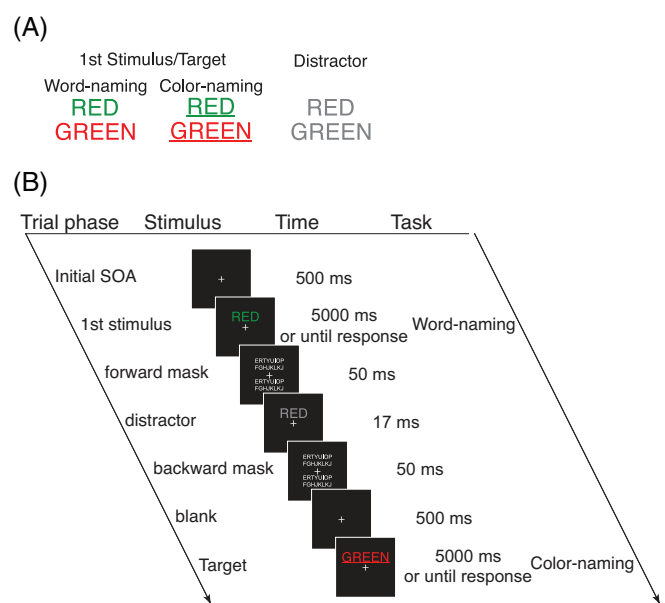 (A)
1st Stimulus/Target Distractor
Word-naming Color-naming
RED RED RED
GREEN GREEN GREEN
(B)
Trial phase Stimulus Time Task
Initial SOA 500 ms
1st stimulus RED 5000 ms
or until response Word-naming
forward mask ERTYUIOP
FGHJKLKJ
ERTYUIOP
FGHJKLKJ
50 ms
distractor RED 17 ms
backward mask ERTYUIOP
FGHJKLKJ
ERTYUIOP
FGHJKLKJ
50 ms
blank 500 ms
Target GREEN 5000 ms
or until response Color-naming